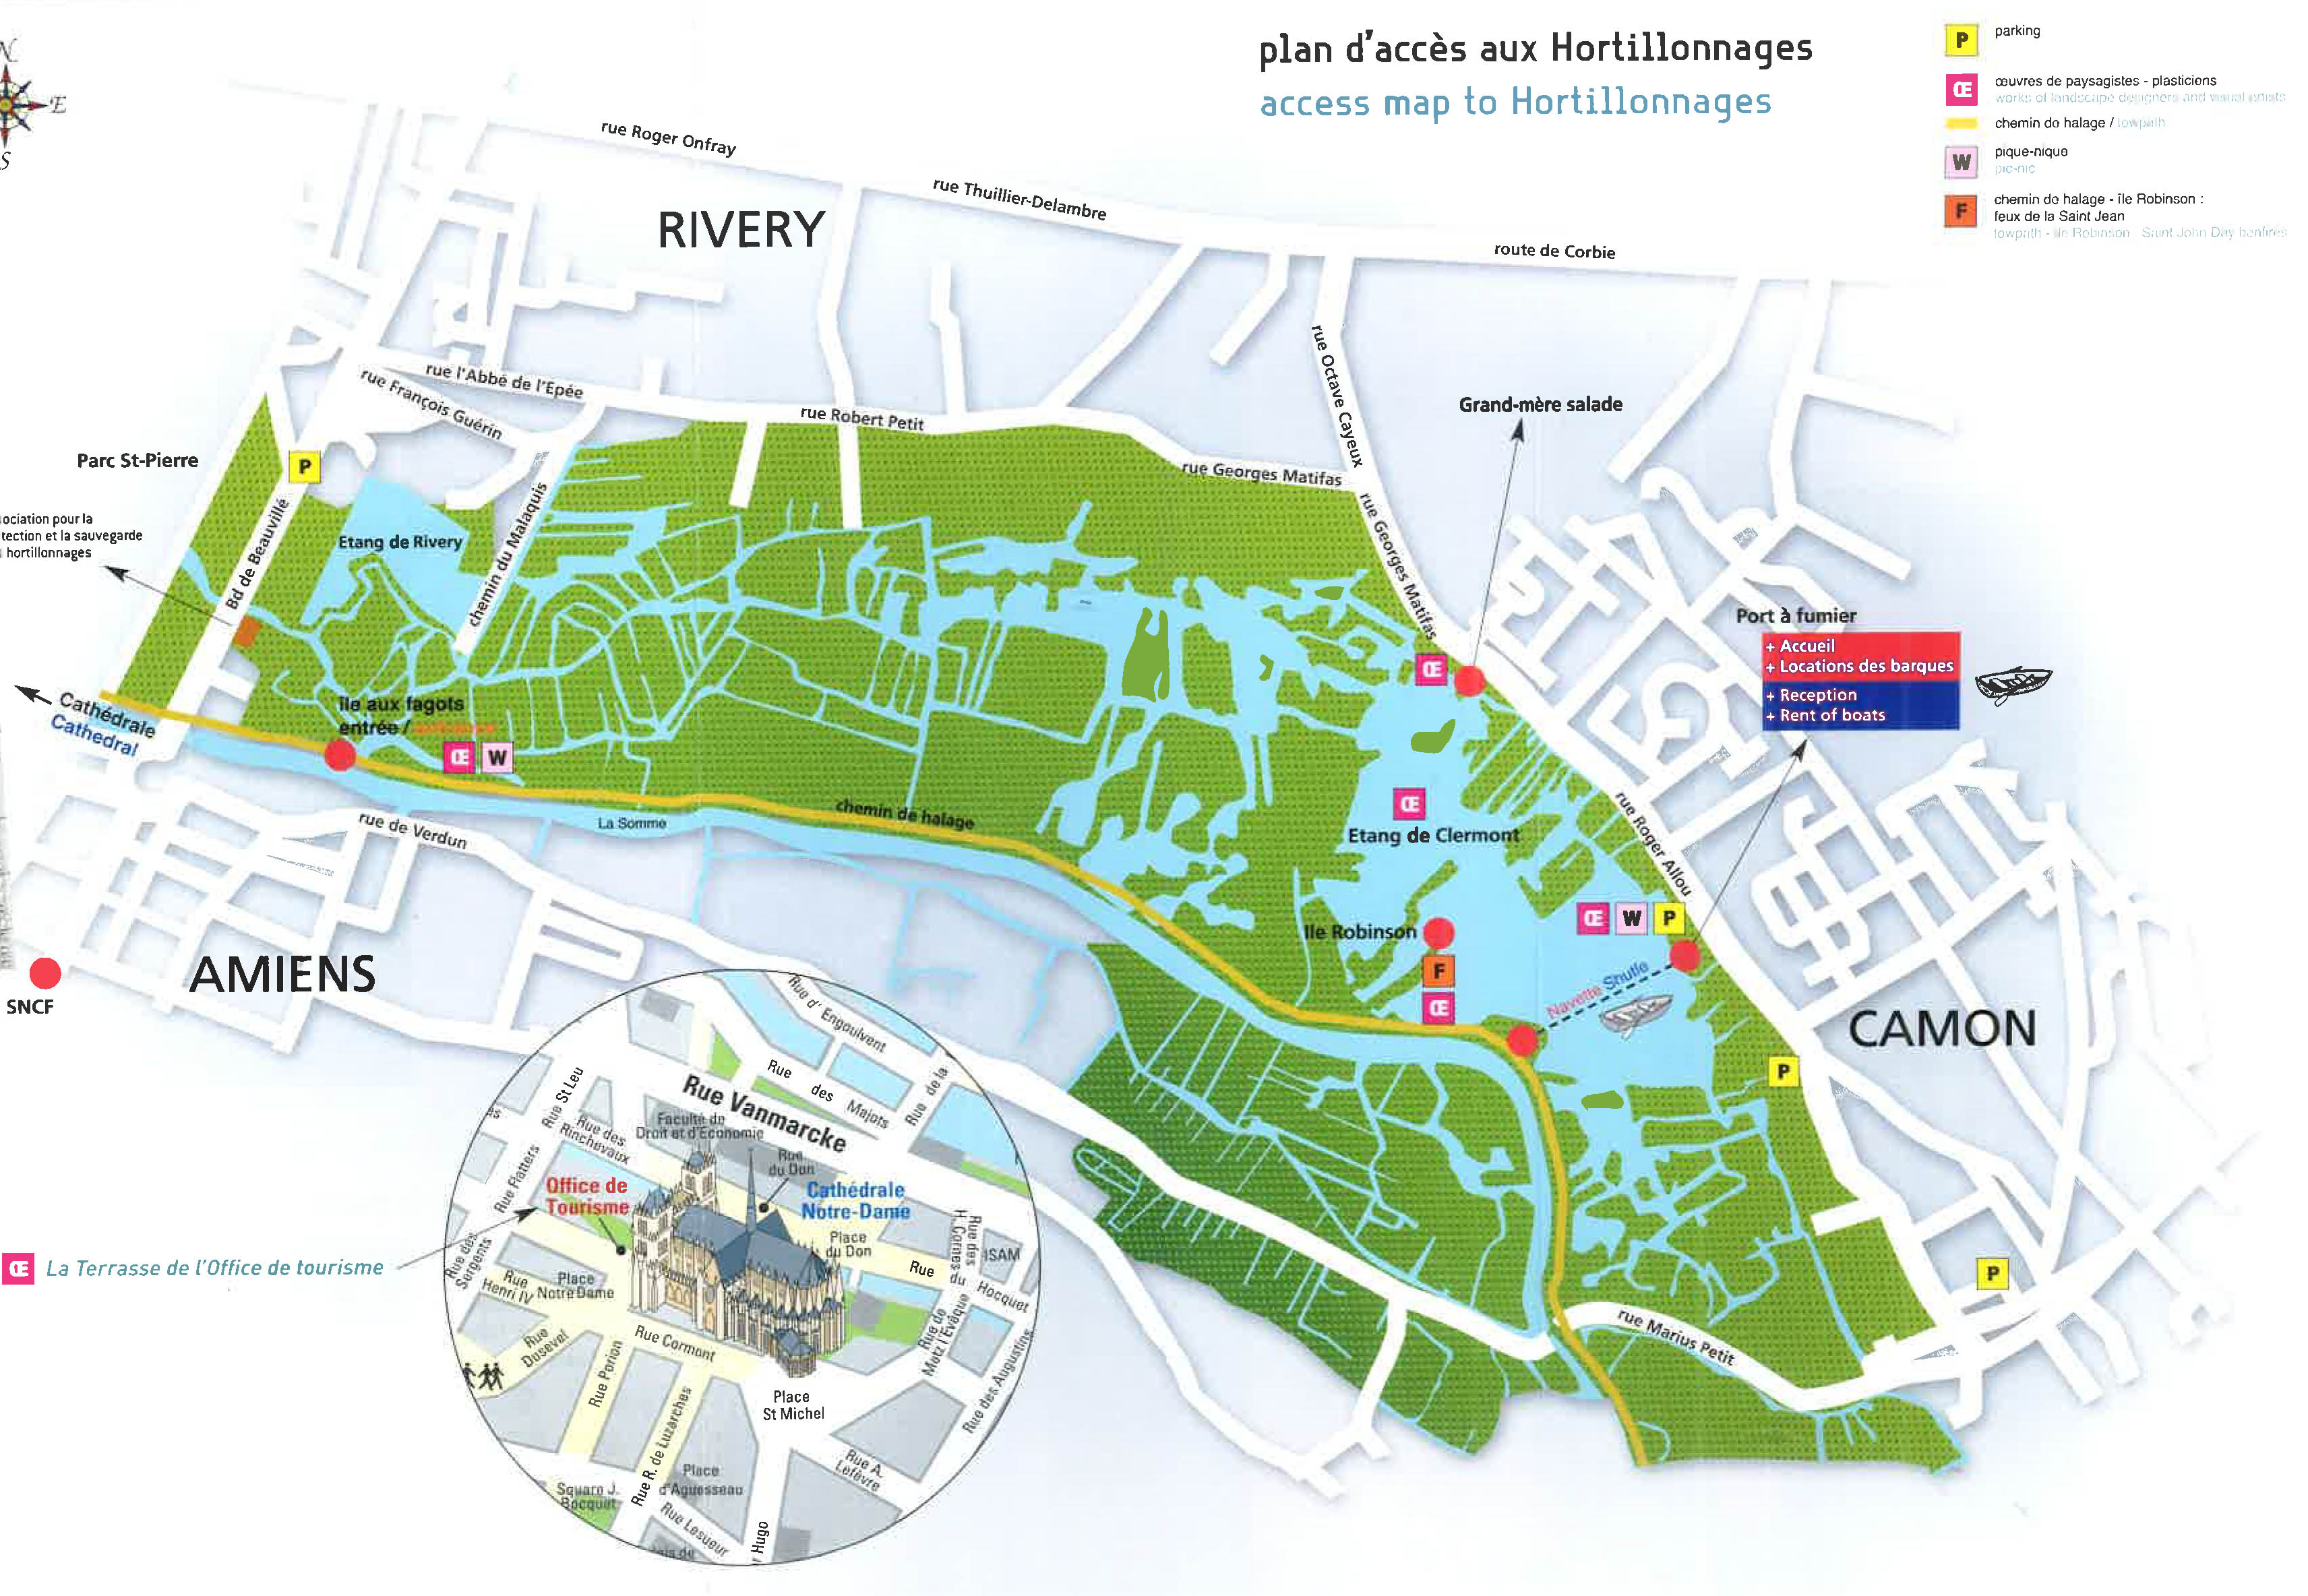 plan d'accès aux Hortillonnages
access map to Hortillonnages
P
parking
Œ
œuvres de paysagistes - plasticiens
works of landscape designers and visual artists
chemin de halage / towpath
W
pique-nique
pic-nic
F
chemin de halage - île Robinson :
feux de la Saint Jean
towpath - île Robinson : Saint John Day bonfires
N
E
S
rue Roger Onfray
rue Thuillier-Delambre
route de Corbie
RIVERY
rue l'Abbé de l'Epée
rue François Guérin
rue Robert Petit
rue Octave Cayeux
rue Georges Matifas
rue Georges Matifas
Grand-mère salade
Parc St-Pierre
P
ociation pour la
tection et la sauvegarde
hortillonnages
Bd de Beauvillé
Etang de Rivery
chemin du Malaquis
Port à fumier
+ Accueil
+ Locations des barques
+ Reception
+ Rent of boats
Œ
Cathédrale
Cathedral
île aux fagots
entrée /
Œ W
chemin de halage
La Somme
rue de Verdun
Œ
Etang de Clermont
rue Roger Allou
Œ W P
Ile Robinson
F
Œ
Navette Shutle
AMIENS
SNCF
CAMON
P
P
rue Marius Petit
Œ La Terrasse de l'Office de tourisme
Rue d'Engoulvent
Rue des Majots
Rue de la
Rue Vanmarcke
Rue St Leu
Rue des
Rinchevaux
Faculté de
Droit et d'Economie
Rue
du Don
Rue Flatters
Office de
Tourisme
Cathédrale
Notre-Dame
Place
du Don
Rue des
Sergents
Rue
Henri IV
Place
Notre Dame
Rue du Hocquet
Rue des
H. Cornes
ISAM
Rue
Dusevel
Rue Cormont
Rue Porion
Rue de
Metz l'Evêque
Rue des Augustins
Place
St Michel
Rue R. de Luzarches
Place
d'Aguesseau
Rue A.
Lefèvre
Square J.
Bocquet
Rue Lesueur
Hugo